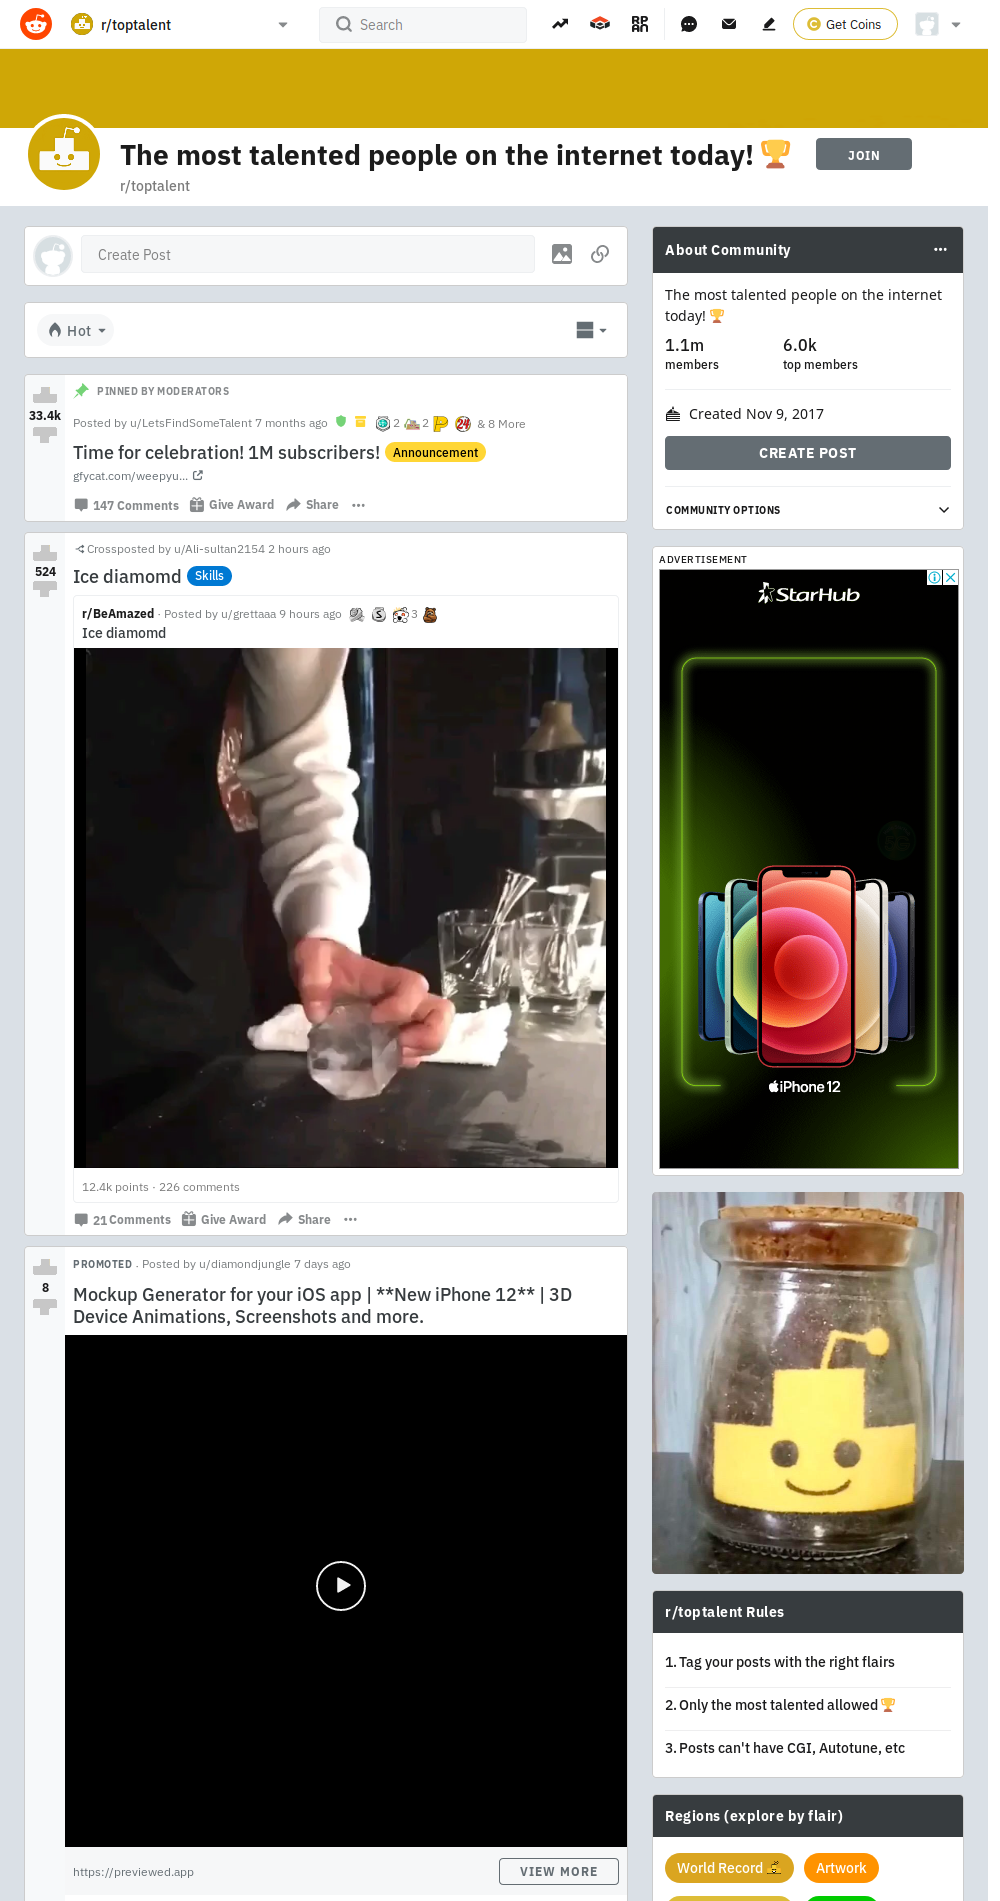 r/toptalent
Search
RPAN
Get Coins
The most talented people on the internet today! 🏆
JOIN
r/toptalent
Create Post
Hot
PINNED BY MODERATORS
33.4k
Posted by u/LetsFindSomeTalent 7 months ago 2 2 24 & 8 More
Time for celebration! 1M subscribers! Announcement
gfycat.com/weepyu...
147 Comments Give Award Share
Crossposted by u/Ali-sultan2154 2 hours ago
524
Ice diamomd Skills
r/BeAmazed · Posted by u/grettaaa 9 hours ago S 3
Ice diamomd
12.4k points · 226 comments
21 Comments Give Award Share
PROMOTED · Posted by u/diamondjungle 7 days ago
8
Mockup Generator for your iOS app | **New iPhone 12** | 3D
Device Animations, Screenshots and more.
https://previewed.app
VIEW MORE
About Community
The most talented people on the internet
today! 🏆
1.1m 6.0k
members top members
Created Nov 9, 2017
CREATE POST
COMMUNITY OPTIONS
ADVERTISEMENT
StarHub
iPhone 12
r/toptalent Rules
1. Tag your posts with the right flairs
2. Only the most talented allowed 🏆
3. Posts can't have CGI, Autotune, etc
Regions (explore by flair)
World Record Artwork